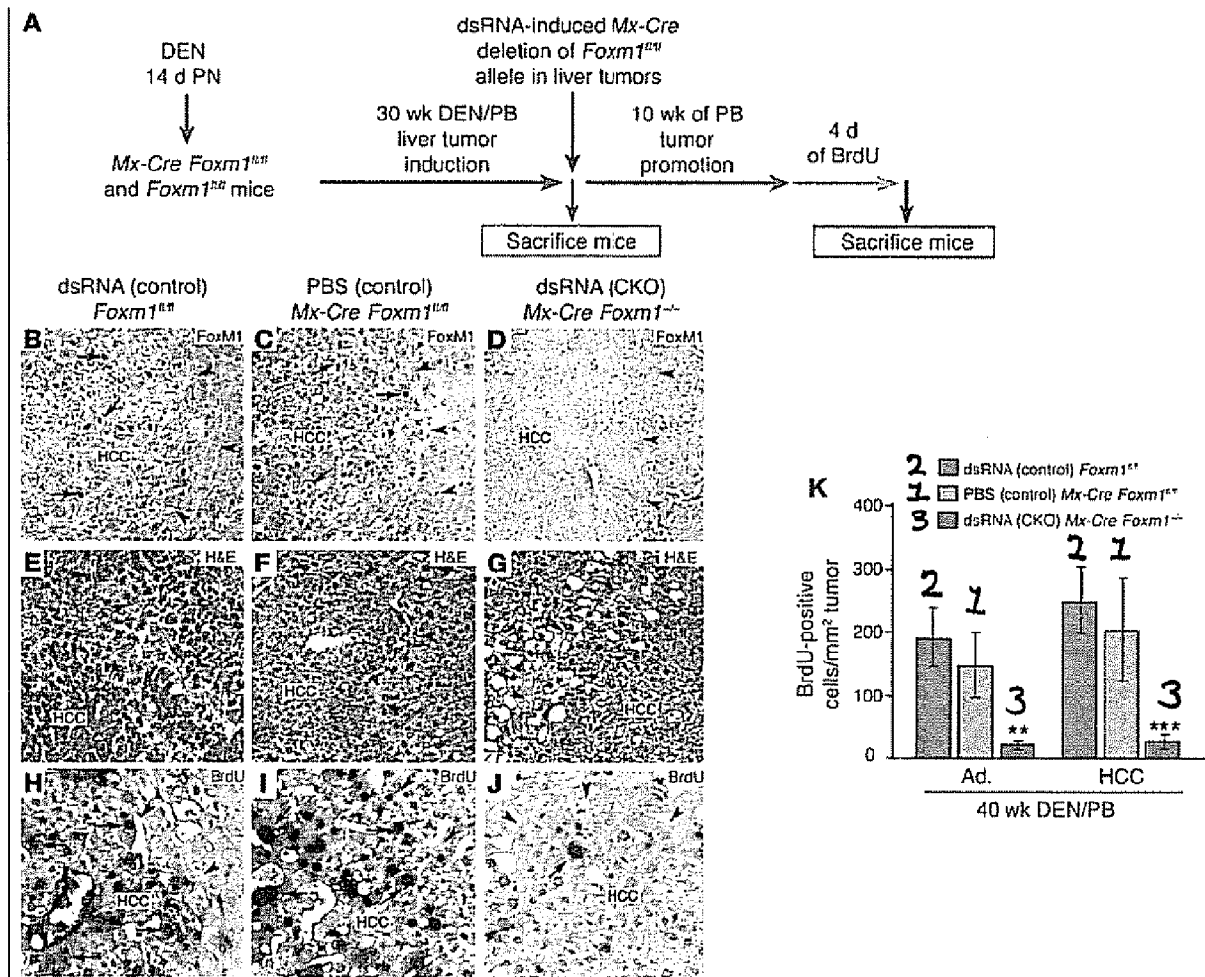 A
DEN
14 d PN
Mx-Cre Foxm1fl/fl
and Foxm1fl/fl mice
30 wk DEN/PB
liver tumor
induction
dsRNA-induced Mx-Cre
deletion of Foxm1fl/fl
allele in liver tumors
10 wk of PB
tumor
promotion
4 d
of BrdU
Sacrifice mice
Sacrifice mice
dsRNA (control)
Foxm1fl/fl
PBS (control)
Mx-Cre Foxm1fl/fl
dsRNA (CKO)
Mx-Cre Foxm1–/–
B FoxM1
HCC
C FoxM1
HCC
D FoxM1
HCC
E H&E
HCC
F H&E
HCC
G H&E
HCC
H BrdU
HCC
I BrdU
HCC
J BrdU
HCC
K
2 dsRNA (control) Foxm1fl/fl
1 PBS (control) Mx-Cre Foxm1fl/fl
3 dsRNA (CKO) Mx-Cre Foxm1–/–
BrdU-positive
cells/mm² tumor
400
300
200
100
0
2 1 3
**
2 1 3
***
Ad. HCC
40 wk DEN/PB